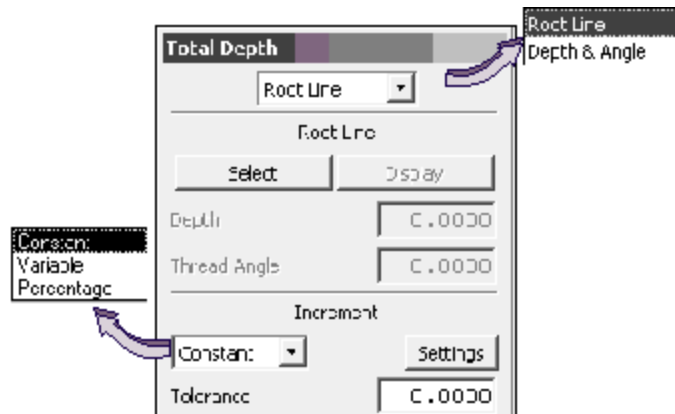 Root Line
Depth & Angle
Total Depth
Root Line
Root Line
Select
Display
Depth
0.0000
Thread Angle
0.0000
Constant
Variable
Percentage
Increment
Constant
Settings
Tolerance
0.0000